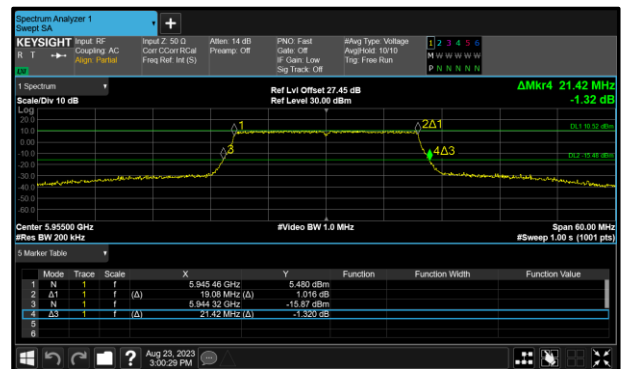 Spectrum Analyzer 1
Swept SA
+
KEYSIGHT Input: RF Input Z: 50 Ω Atten: 14 dB PNO: Fast #Avg Type: Voltage 1 2 3 4 5 6
R T Coupling: AC Corr CCorr RCal Preamp: Off Gate: Off Avg|Hold: 10/10 M W W W W W
Align: Partial Freq Ref: Int (S) IF Gain: Low Trig: Free Run
Sig Track: Off P N N N N N
LXI
1 Spectrum Ref Lvl Offset 27.45 dB ΔMkr4 21.42 MHz
Scale/Div 10 dB Ref Level 30.00 dBm -1.32 dB
Log
20.0
10.0 1 2Δ1 DL1 10.52 dBm
0.00
-10.0 3 4Δ3 DL2 -15.48 dBm
-20.0
-30.0
-40.0
-50.0
-60.0
Center 5.95500 GHz #Video BW 1.0 MHz Span 60.00 MHz
#Res BW 200 kHz #Sweep 1.00 s (1001 pts)
5 Marker Table
Mode Trace Scale X Y Function Function Width Function Value
1 N 1 f 5.945 46 GHz 5.480 dBm
2 Δ1 1 f (Δ) 19.08 MHz (Δ) 1.016 dB
3 N 1 f 5.944 32 GHz -15.87 dBm
4 Δ3 1 f (Δ) 21.42 MHz (Δ) -1.320 dB
5
6
? Aug 23, 2023
3:00:29 PM